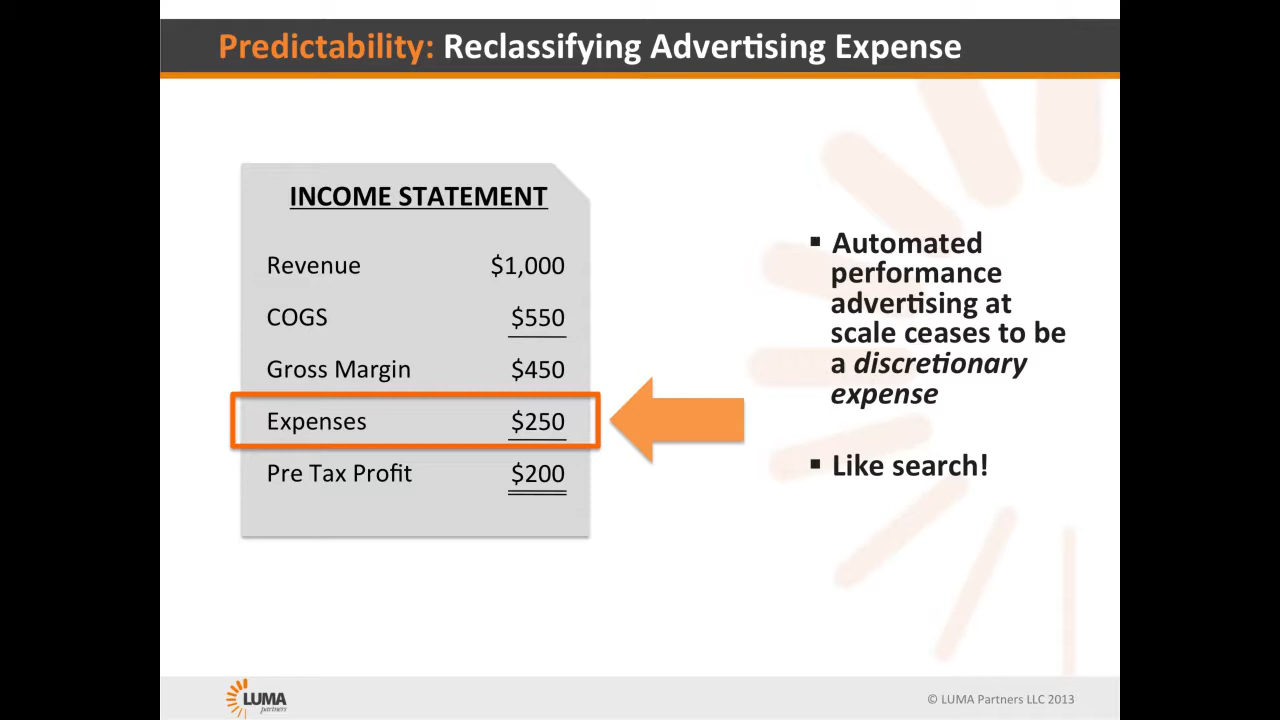 Predictability: Reclassifying Advertising Expense
INCOME STATEMENT
Revenue $1,000
COGS $550
Gross Margin $450
Expenses $250
Pre Tax Profit $200
▪ Automated
performance
advertising at
scale ceases to be
a discretionary
expense
▪ Like search!
LUMA
partners
© LUMA Partners LLC 2013